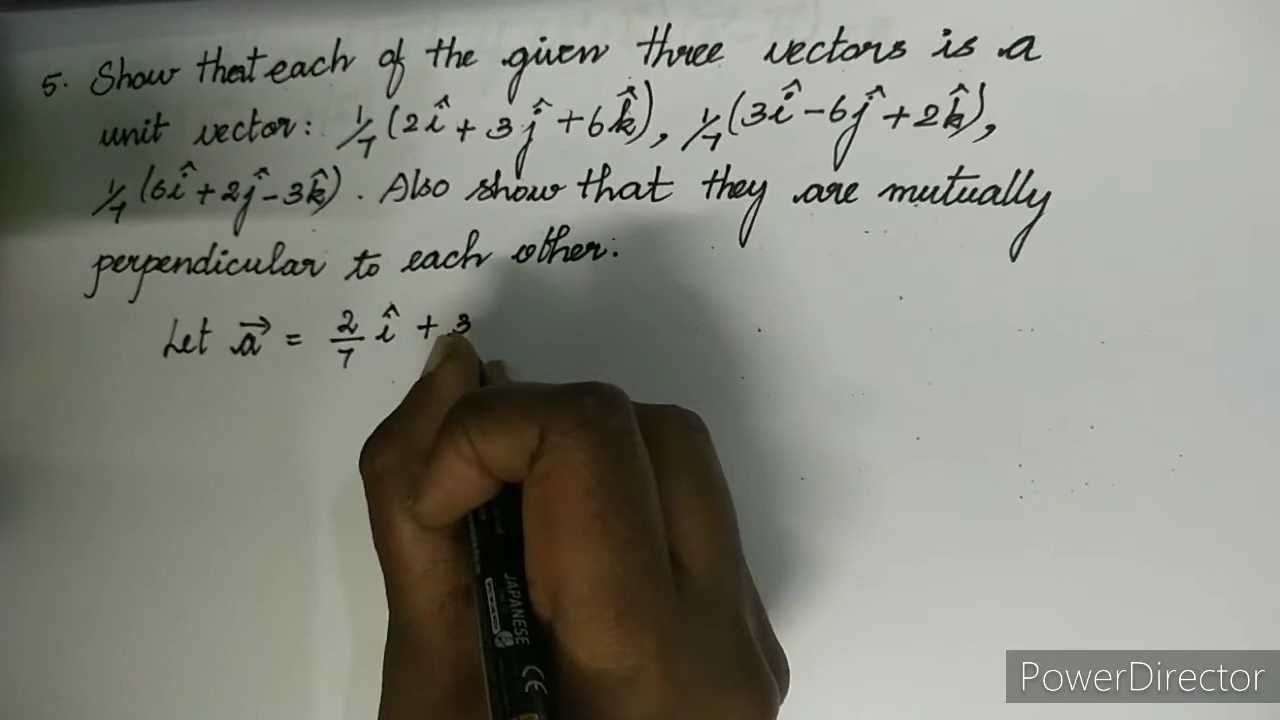 5. Show that each of the given three vectors is a
unit vector: 1/7 (2î + 3ĵ + 6k̂), 1/7 (3î - 6ĵ + 2k̂),
1/7 (6î + 2ĵ - 3k̂). Also show that they are mutually
perpendicular to each other.
Let a⃗ = 2/7 î + 3
JAPANESE
CE
PowerDirector